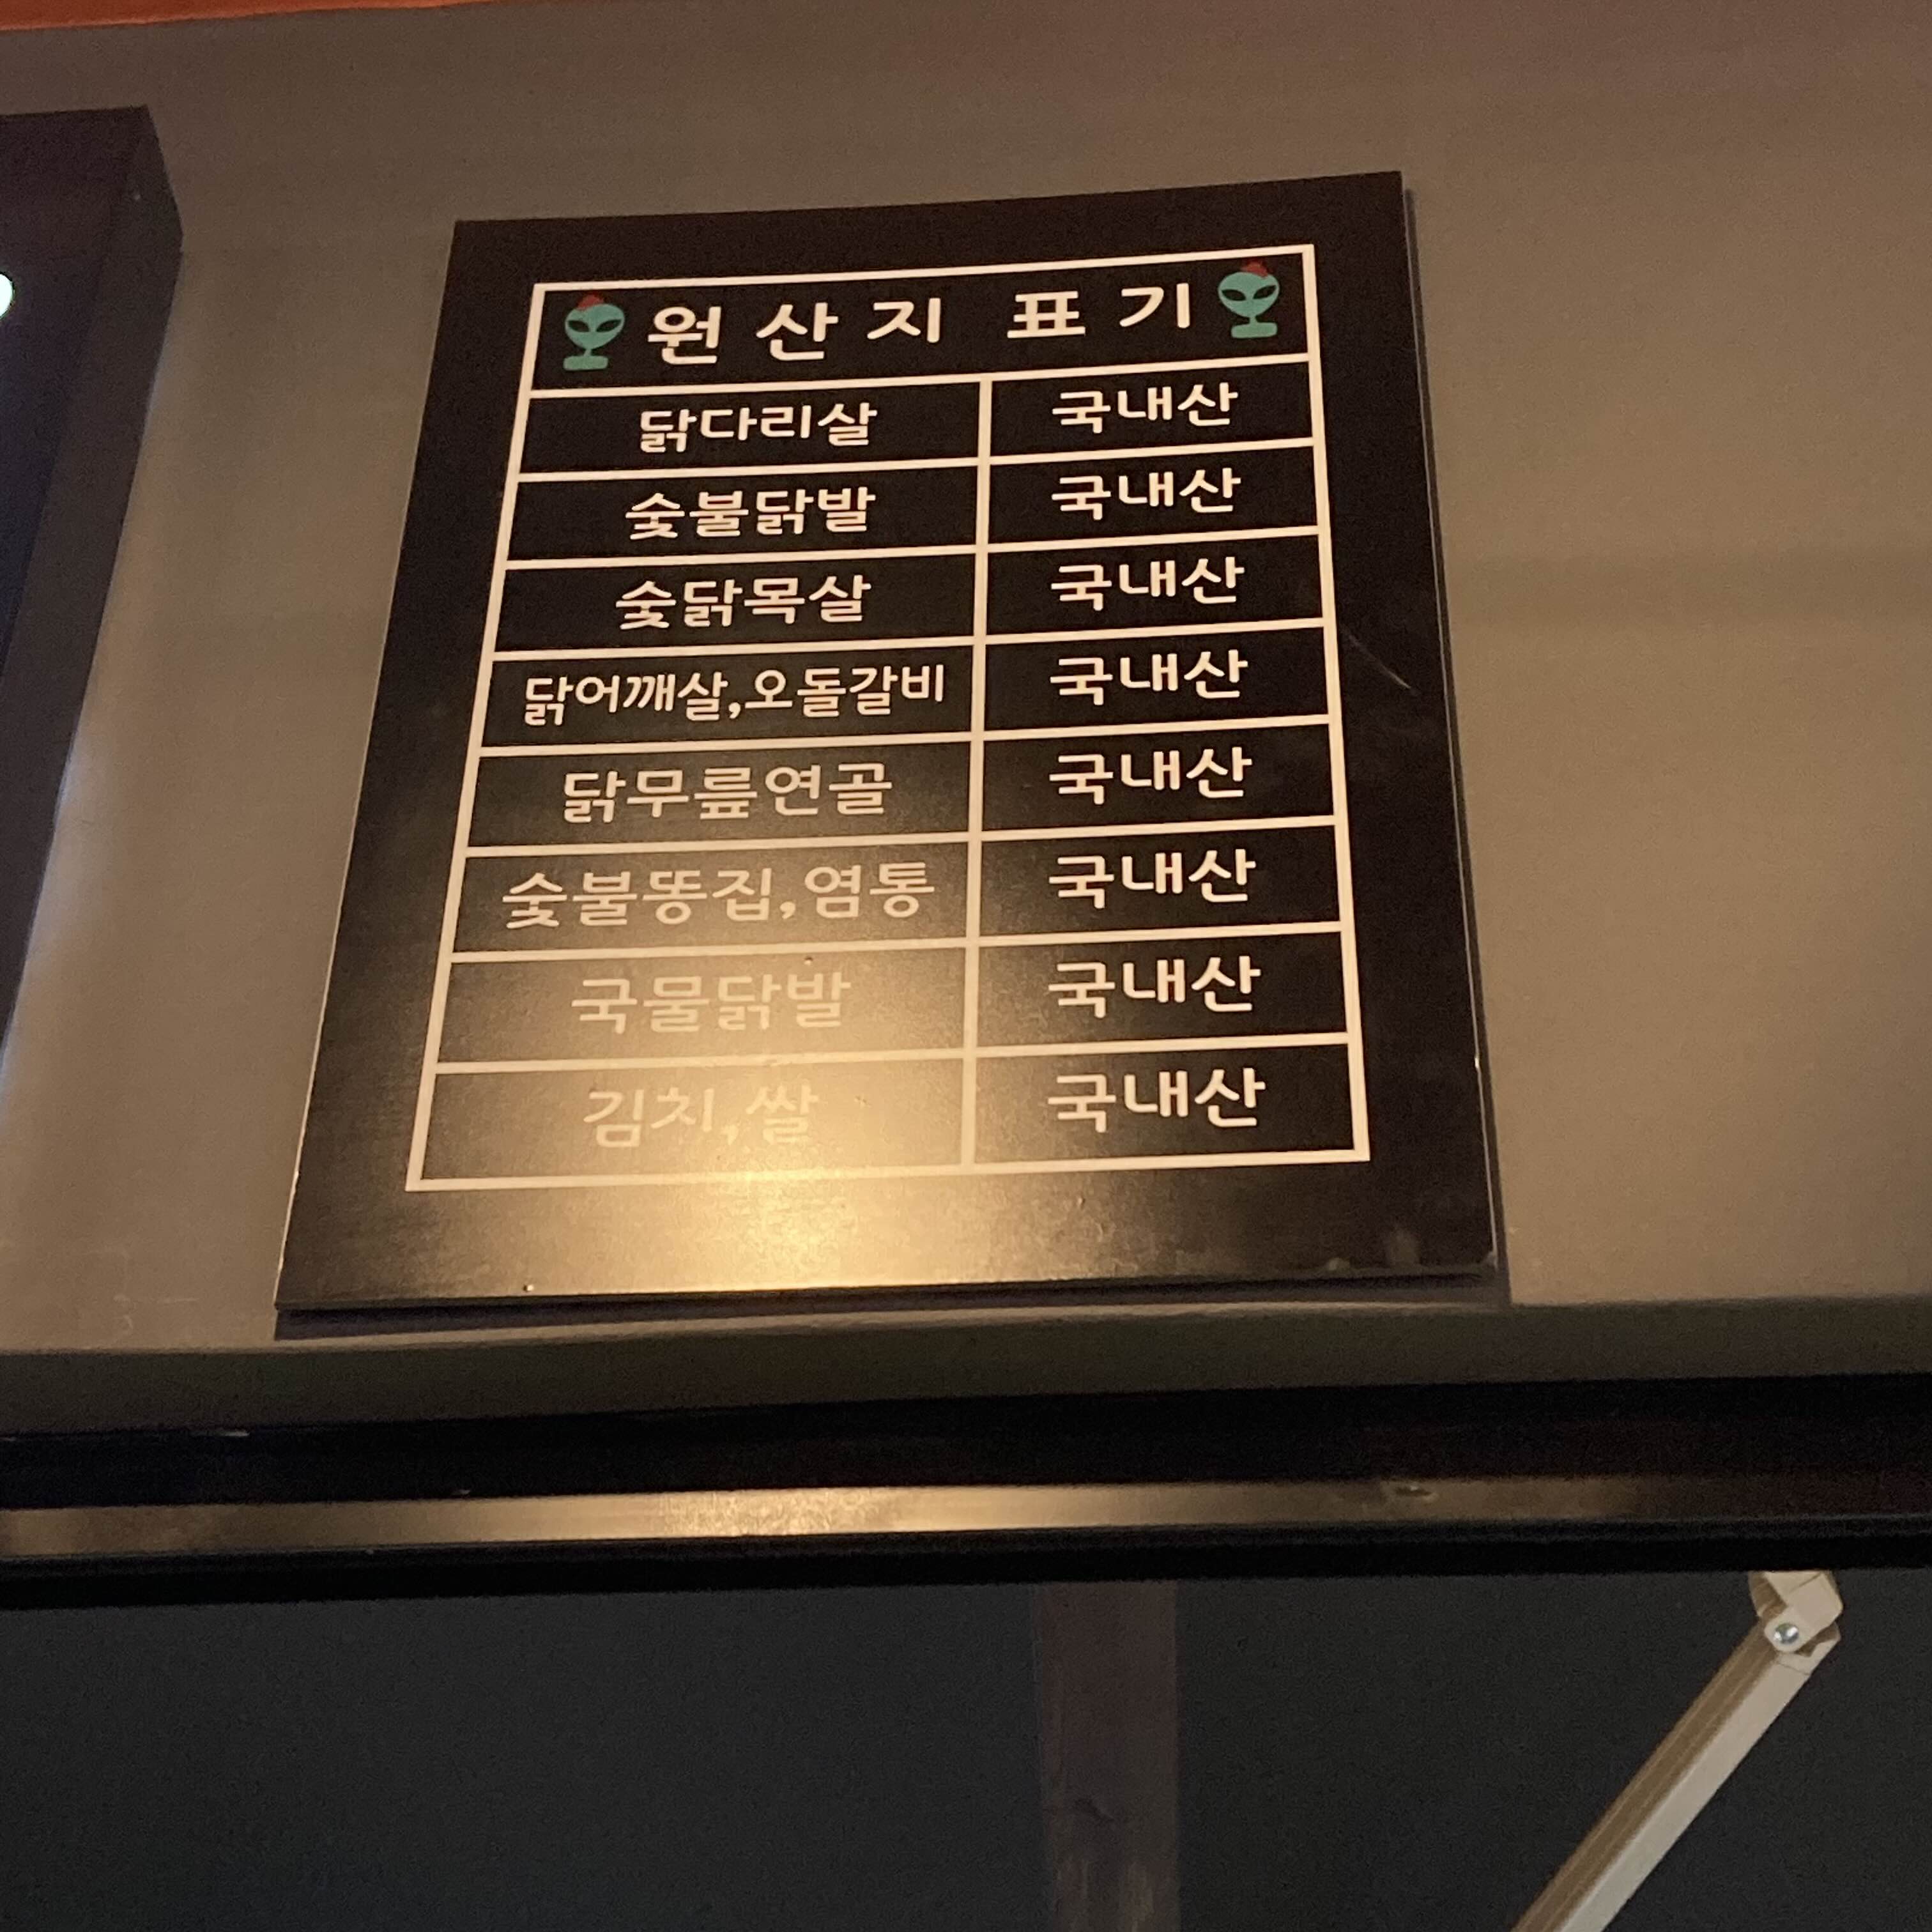 원산지 표기
닭다리살 국내산
숯불닭발 국내산
숯닭목살 국내산
닭어깨살,오돌갈비 국내산
닭무릎연골 국내산
숯불똥집,염통 국내산
국물닭발 국내산
김치,쌀 국내산